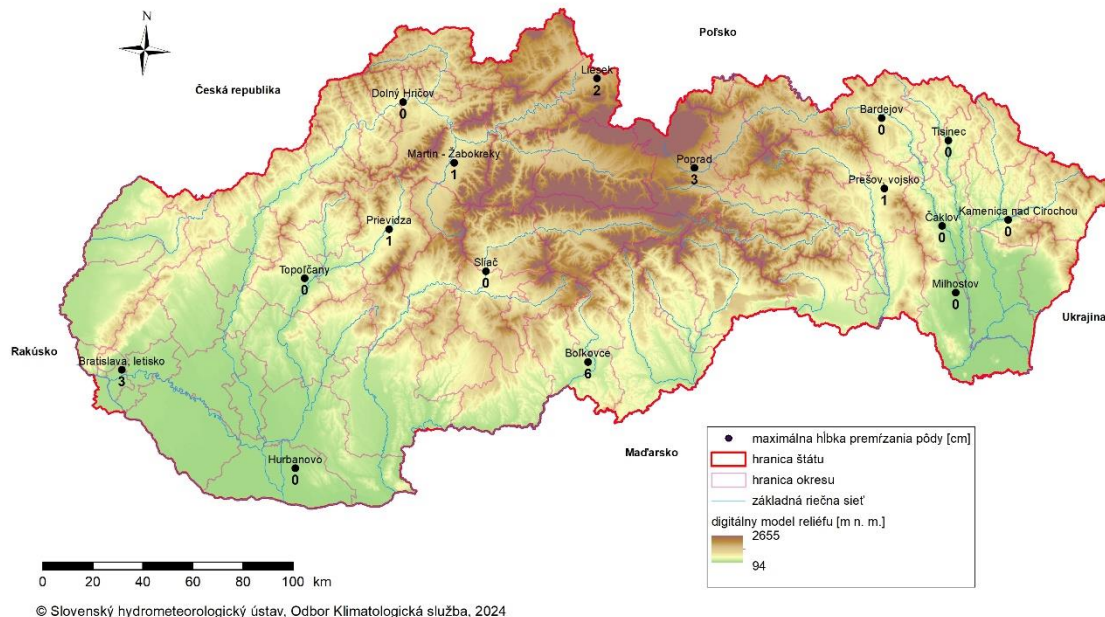 N
Poľsko
Česká republika
Liesek
2
Dolný Hričov
0
Bardejov
0
Tisinec
0
Martin - Žabokreky
1
Poprad
3
Prešov, vojsko
1
Prievidza
1
Čaklov
0
Kamenica nad Cirochou
0
Topoľčany
0
Sliač
0
Milhostov
0
Ukrajina
Rakúsko
Bratislava, letisko
3
Boľkovce
6
Maďarsko
Hurbanovo
0
maximálna hĺbka premŕzania pôdy [cm]
hranica štátu
hranica okresu
základná riečna sieť
digitálny model reliéfu [m n. m.]
2655
94
0 20 40 60 80 100
km
© Slovenský hydrometeorologický ústav, Odbor Klimatologická služba, 2024